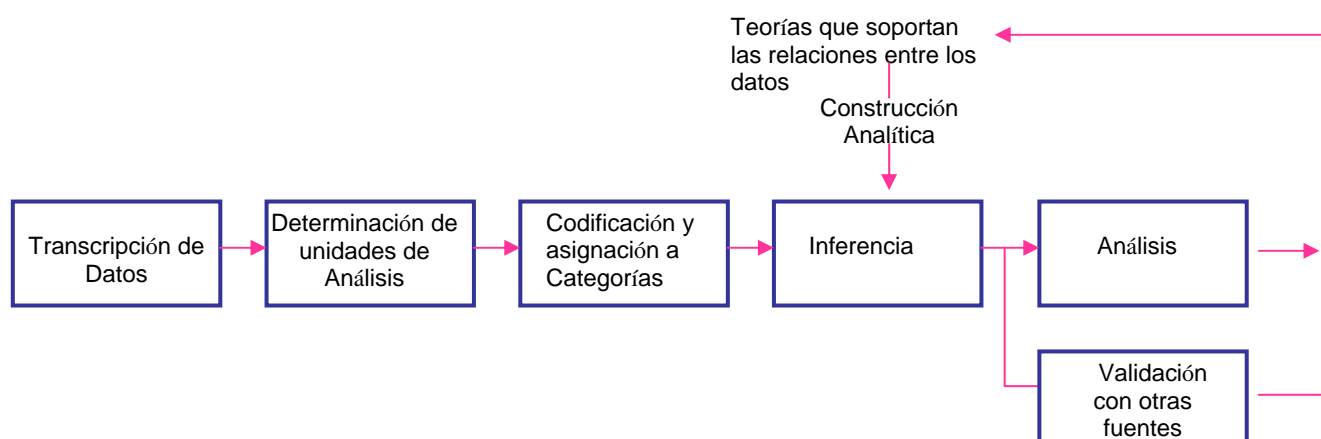 Teorías que soportan
las relaciones entre los
datos
Construcción
Analítica
Transcripción de
Datos
Determinación de
unidades de
Análisis
Codificación y
asignación a
Categorías
Inferencia
Análisis
Validación
con otras
fuentes